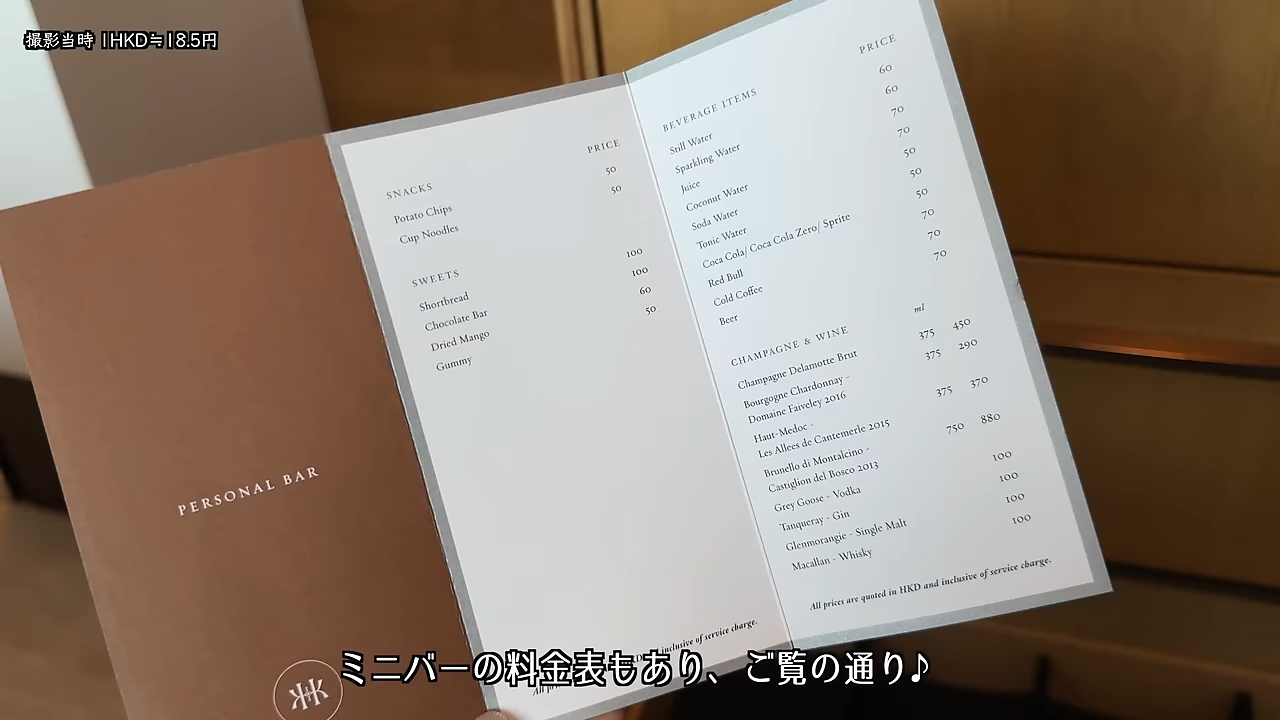 撮影当時 1HKD≒18.5円
PERSONAL BAR
PRICE
SNACKS
Potato Chips 50
Cup Noodles 50
SWEETS
Shortbread 100
Chocolate Bar 100
Dried Mango 60
Gummy 50
inclusive of service charge.
PRICE
BEVERAGE ITEMS
Still Water 60
Sparkling Water 60
Juice 70
Coconut Water 70
Soda Water 50
Tonic Water 50
Coca Cola/ Coca Cola Zero/ Sprite 50
Red Bull 70
Cold Coffee 70
Beer 70
ml
CHAMPAGNE & WINE
Champagne Delamotte Brut 375 450
Bourgogne Chardonnay - 375 290
Domaine Faiveley 2016
Haut-Medoc - 375 370
Les Allees de Cantemerle 2015
Brunello di Montalcino - 750 880
Castiglion del Bosco 2013
Grey Goose - Vodka 100
Tanqueray - Gin 100
Glenmorangie - Single Malt 100
Macallan - Whisky 100
All prices are quoted in HKD and inclusive of service charge.
ミニバーの料金表もあり、ご覧の通り♪